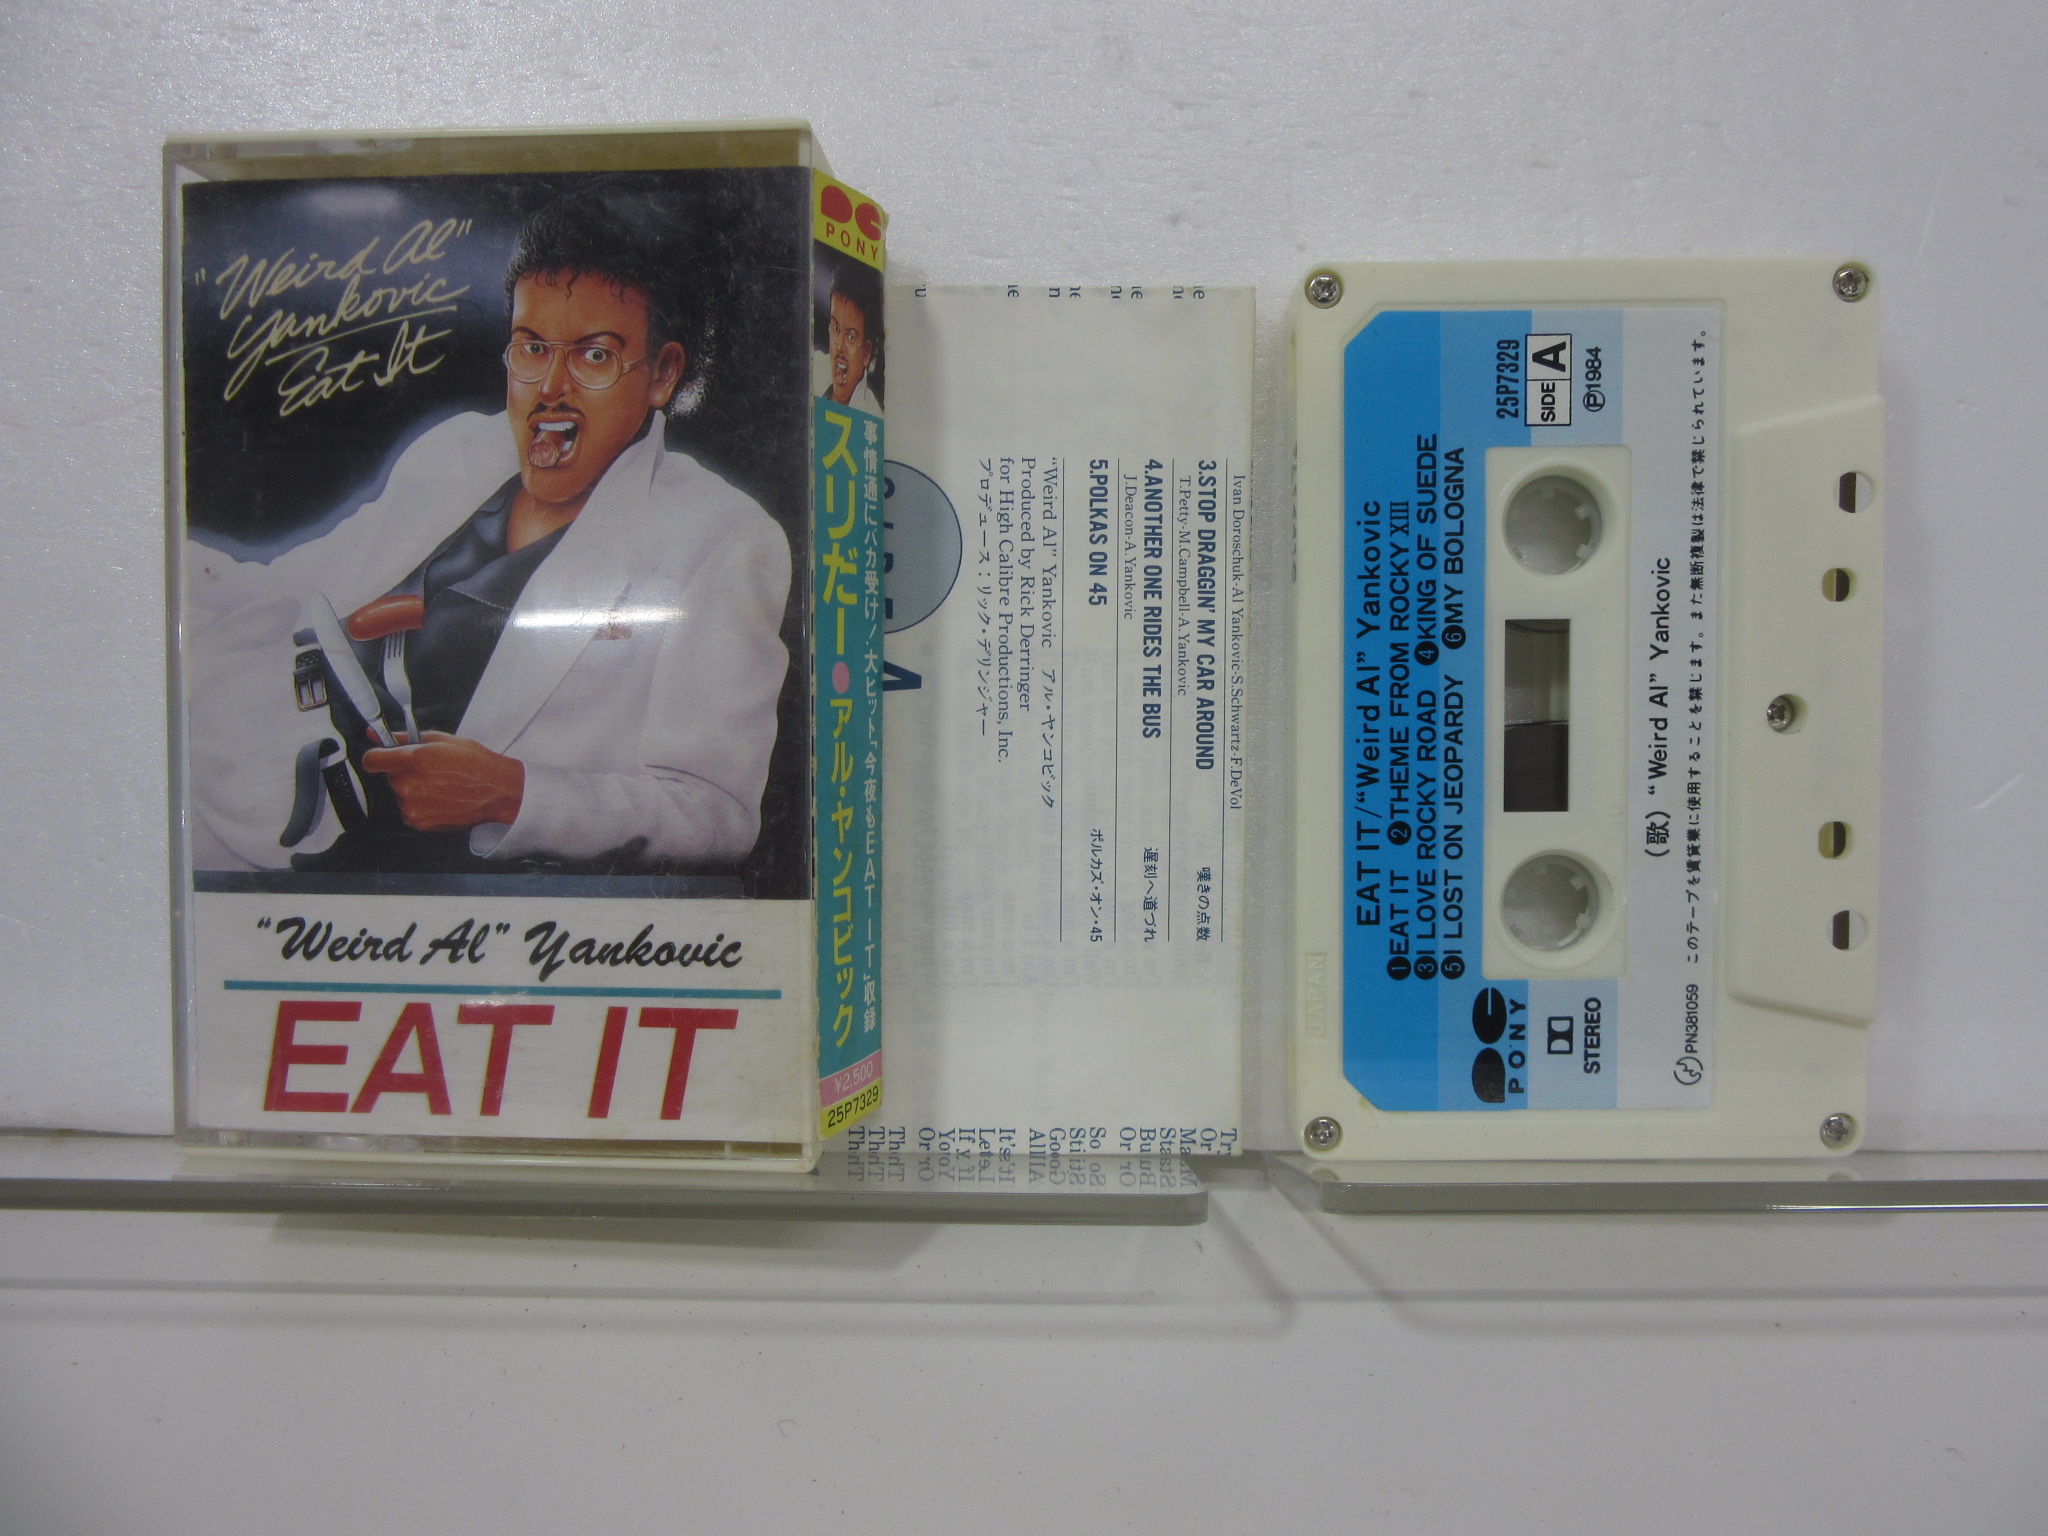 "Weird Al"
Yankovic
Eat It
"Weird Al" Yankovic
EAT IT
PONY
事情通にバカ受け!大ヒット「今夜もEAT IT」収録
スリだー●アル・ヤンコビック
¥2,500
25P7329
Ivan Doroschuk-Al Yankovic-S.Schwartz-F.DeVol
3.STOP DRAGGIN' MY CAR AROUND 嘆きの点数
T.Petty-M.Campbell-A.Yankovic
4.ANOTHER ONE RIDES THE BUS 遅刻へ道づれ
J.Deacon-A.Yankovic
5.POLKAS ON 45 ポルカズ・オン・45
"Weird Al" Yankovic アル・ヤンコビック
Produced by Rick Derringer
for High Calibre Productions, Inc.
プロデュース:リック・デリンジャー
EAT IT/"Weird Al" Yankovic
❶EAT IT ❷THEME FROM ROCKY XIII
❸I LOVE ROCKY ROAD ❹KING OF SUEDE
❺I LOST ON JEOPARDY ❻MY BOLOGNA
25P7329
SIDE A
Ⓟ1984
PONY
STEREO
(歌)"Weird Al" Yankovic
PN381059 このテープを賃貸業に使用することを禁じます。また無断複製は法律で禁じられています。
JAPAN